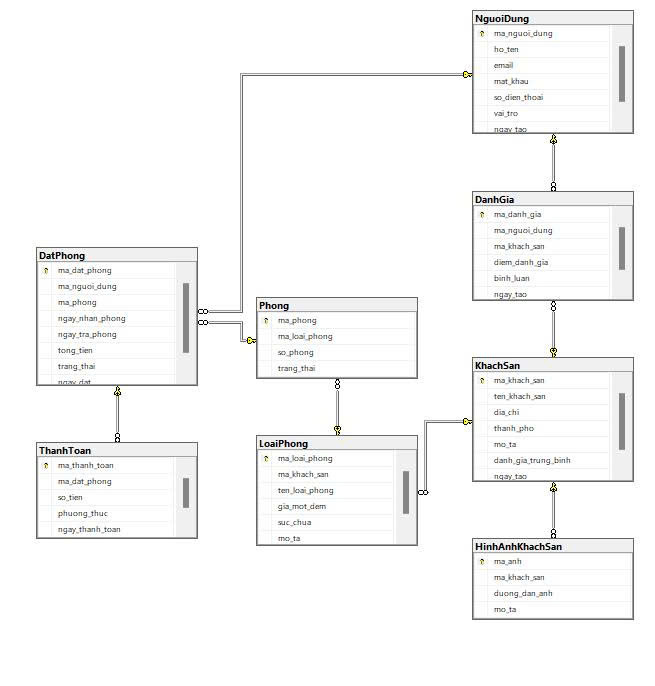 NguoiDung
ma_nguoi_dung
ho_ten
email
mat_khau
so_dien_thoai
vai_tro
ngay_tao
DanhGia
ma_danh_gia
ma_nguoi_dung
ma_khach_san
diem_danh_gia
binh_luan
ngay_tao
DatPhong
ma_dat_phong
ma_nguoi_dung
ma_phong
ngay_nhan_phong
ngay_tra_phong
tong_tien
trang_thai
ngay_dat
Phong
ma_phong
ma_loai_phong
so_phong
trang_thai
KhachSan
ma_khach_san
ten_khach_san
dia_chi
thanh_pho
mo_ta
danh_gia_trung_binh
ngay_tao
ThanhToan
ma_thanh_toan
ma_dat_phong
so_tien
phuong_thuc
ngay_thanh_toan
LoaiPhong
ma_loai_phong
ma_khach_san
ten_loai_phong
gia_mot_dem
suc_chua
mo_ta
HinhAnhKhachSan
ma_anh
ma_khach_san
duong_dan_anh
mo_ta